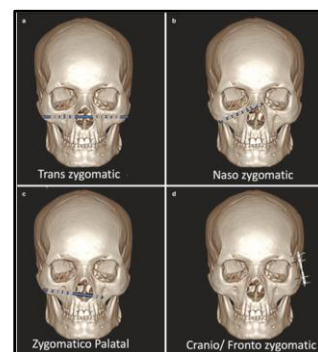 a
b
Trans zygomatic
Naso zygomatic
c
d
Zygomatico Palatal
Cranio/ Fronto zygomatic